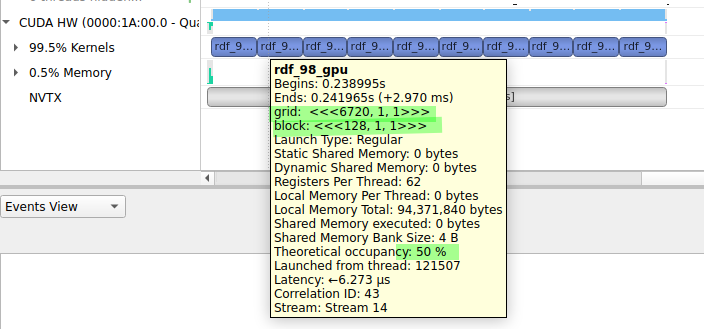 CUDA HW (0000:1A:00.0 - Qua
rdf_9... rdf_9... rdf_9... rdf_9... rdf_9... rdf_9... rdf_9... rdf_9... rdf_9... rdf_9...
99.5% Kernels
0.5% Memory
NVTX
s]
rdf_98_gpu
Begins: 0.238995s
Ends: 0.241965s (+2.970 ms)
grid: <<<6720, 1, 1>>>
block: <<<128, 1, 1>>>
Launch Type: Regular
Static Shared Memory: 0 bytes
Dynamic Shared Memory: 0 bytes
Registers Per Thread: 62
Local Memory Per Thread: 0 bytes
Local Memory Total: 94,371,840 bytes
Shared Memory executed: 0 bytes
Shared Memory Bank Size: 4 B
Theoretical occupancy: 50 %
Launched from thread: 121507
Latency: ←6.273 μs
Correlation ID: 43
Stream: Stream 14
Events View